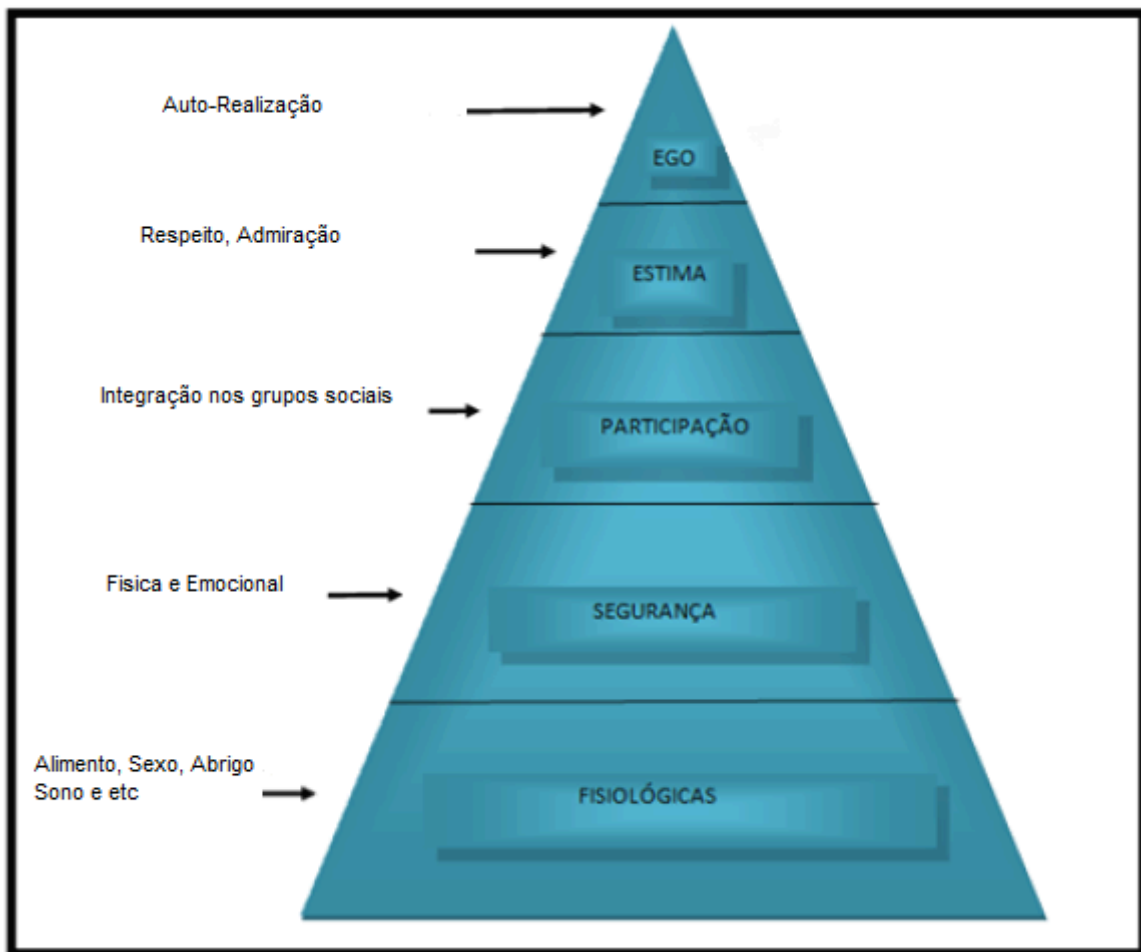 Auto-Realização
EGO
Respeito, Admiração
ESTIMA
Integração nos grupos sociais
PARTICIPAÇÃO
Fisica e Emocional
SEGURANÇA
Alimento, Sexo, Abrigo
Sono e etc
FISIOLÓGICAS